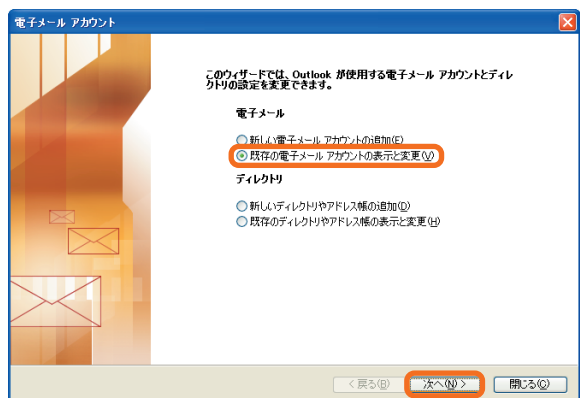 電子メール アカウント
このウィザードでは、Outlook が使用する電子メール アカウントとディレ
クトリの設定を変更できます。
電子メール
新しい電子メール アカウントの追加(E)
既存の電子メール アカウントの表示と変更(V)
ディレクトリ
新しいディレクトリやアドレス帳の追加(D)
既存のディレクトリやアドレス帳の表示と変更(H)
< 戻る(B) 次へ(N) > 閉じる(C)